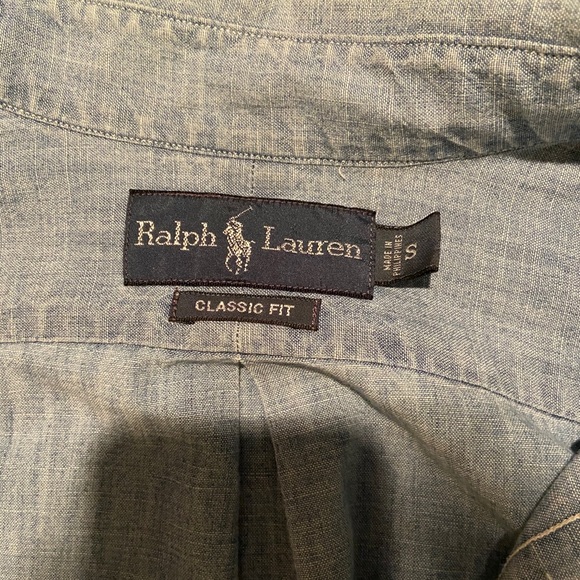 Ralph Lauren
S
MADE IN
PHILIPPINES
CLASSIC FIT